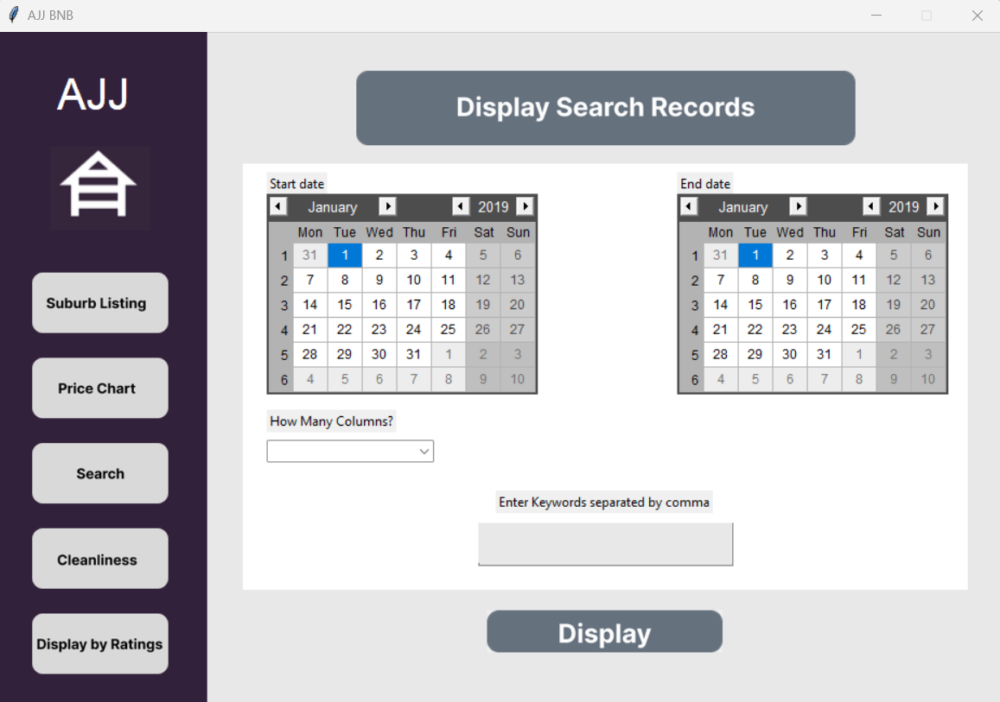 AJJ BNB
AJJ
Suburb Listing
Price Chart
Search
Cleanliness
Display by Ratings
Display Search Records
Start date
January 2019
Mon Tue Wed Thu Fri Sat Sun
1 31 1 2 3 4 5 6
2 7 8 9 10 11 12 13
3 14 15 16 17 18 19 20
4 21 22 23 24 25 26 27
5 28 29 30 31 1 2 3
6 4 5 6 7 8 9 10
End date
January 2019
Mon Tue Wed Thu Fri Sat Sun
1 31 1 2 3 4 5 6
2 7 8 9 10 11 12 13
3 14 15 16 17 18 19 20
4 21 22 23 24 25 26 27
5 28 29 30 31 1 2 3
6 4 5 6 7 8 9 10
How Many Columns?
Enter Keywords separated by comma
Display